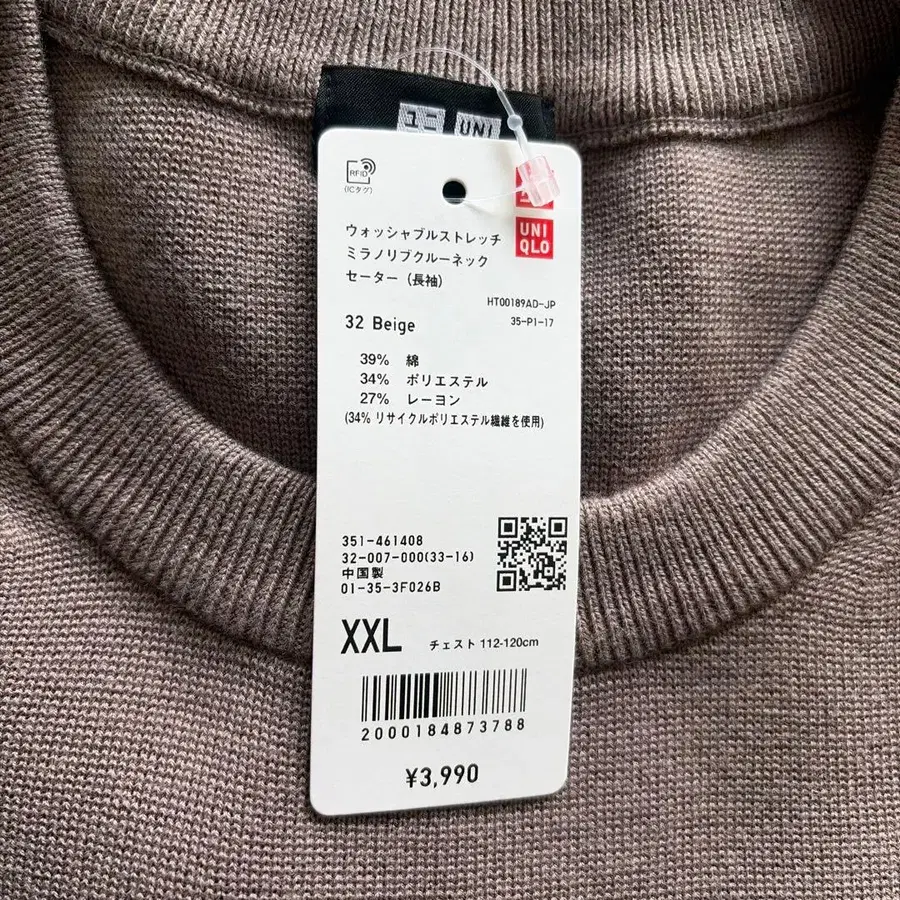 UNI
RFID
(ICタグ)
UNI
QLO
ウォッシャブルストレッチ
ミラノリブクルーネック
セーター（長袖）
HT00189AD-JP
35-P1-17
32 Beige
39% 綿
34% ポリエステル
27% レーヨン
(34% リサイクルポリエステル繊維を使用)
351-461408
32-007-000(33-16)
中国製
01-35-3F026B
XXL チェスト 112-120cm
2000184873788
¥3,990